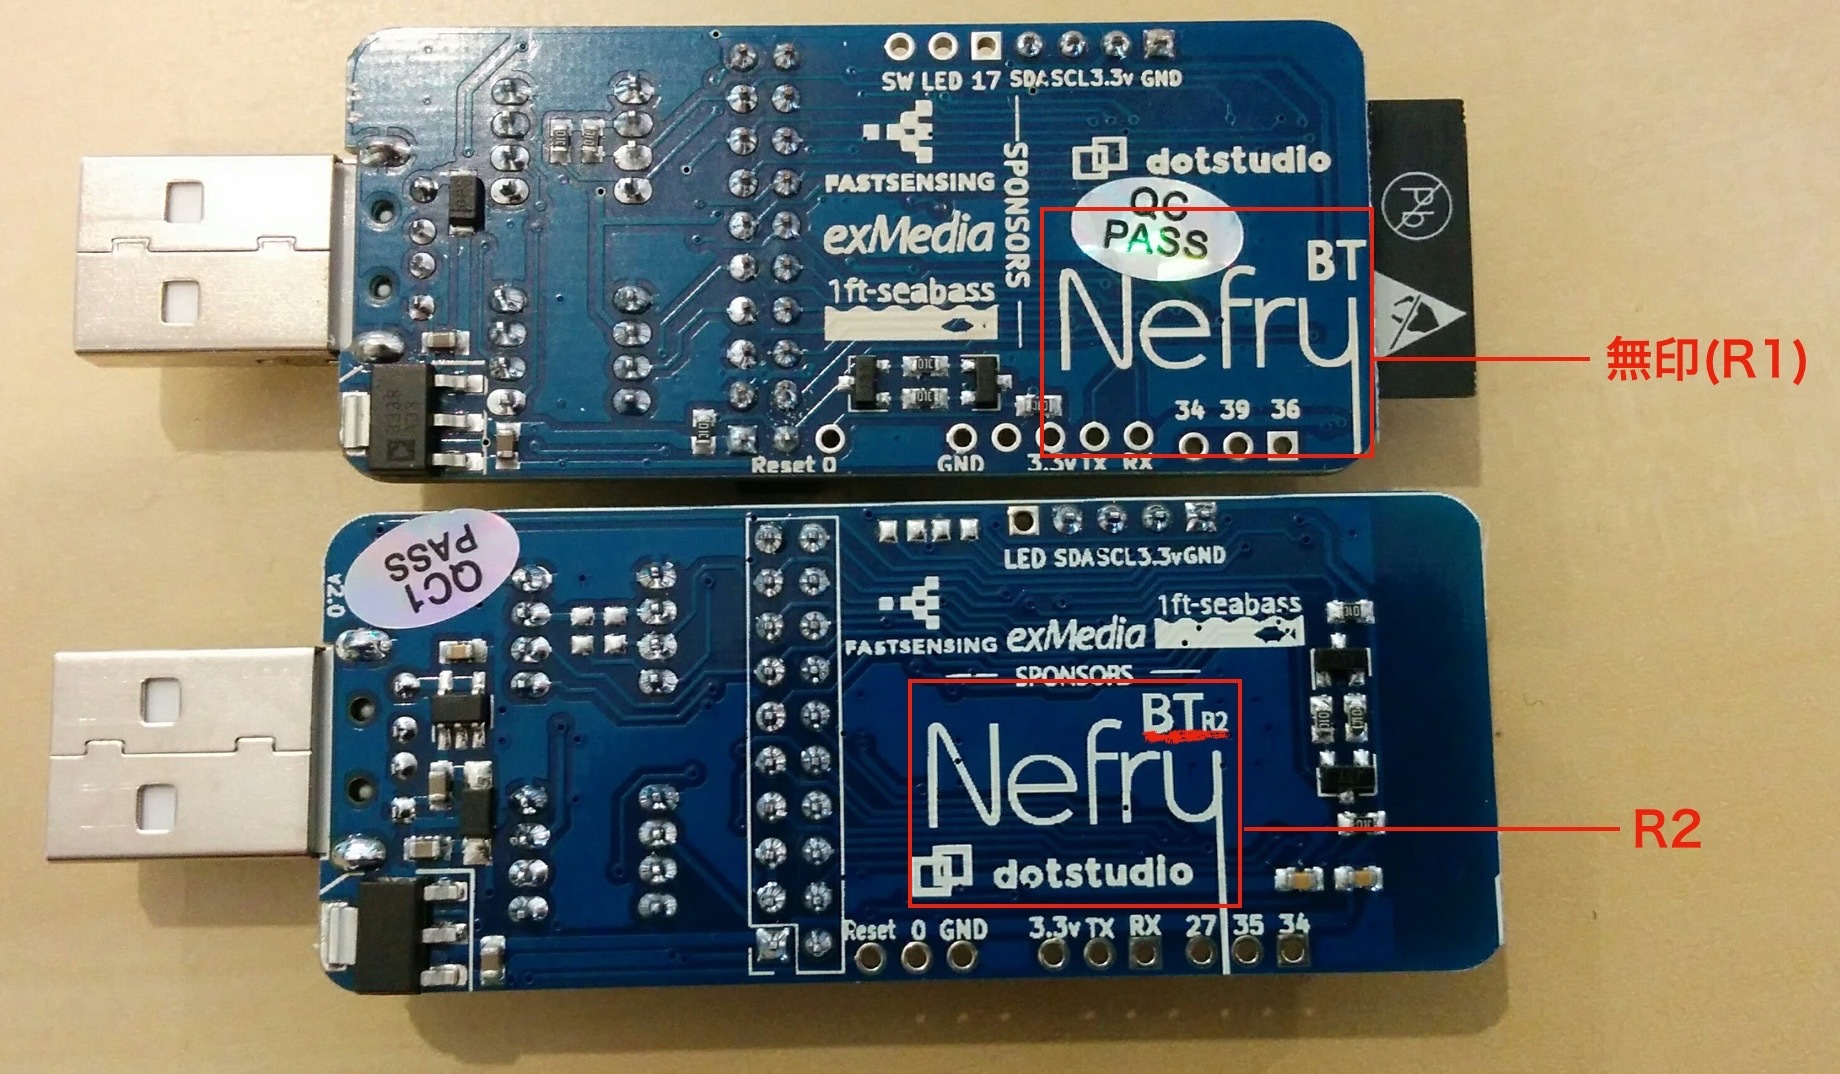 SW LED 17 SDA SCL 3.3v GND
FASTSENSING
exMedia
1ft-seabass
SPONSORS
dotstudio
QC
PASS
BT
Nefry
Pb
34 39 36
Reset 0 GND 3.3v TX RX
無印(R1)
QC1
PASS
v2.0
LED SDA SCL 3.3v GND
FASTSENSING exMedia 1ft-seabass
SPONSORS
BT R2
Nefry
dotstudio
Reset 0 GND 3.3v TX RX 27 35 34
R2